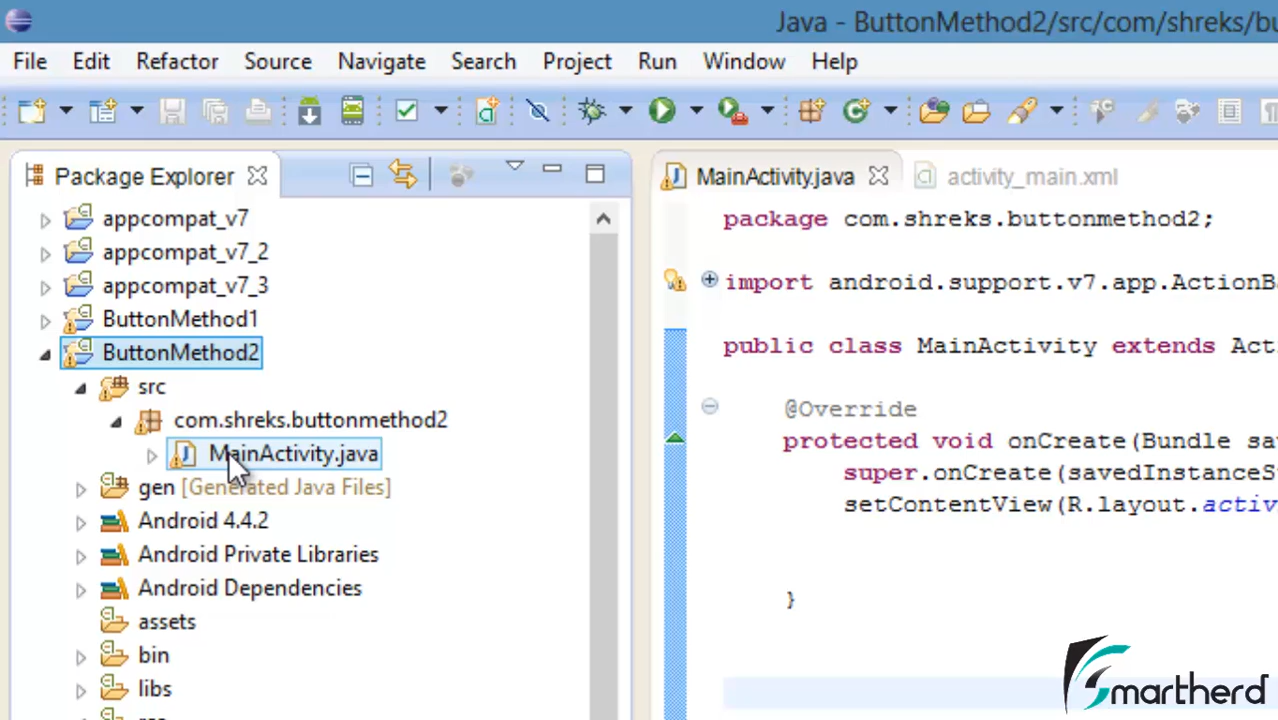 Java - ButtonMethod2/src/com/shreks/bu
File Edit Refactor Source Navigate Search Project Run Window Help
Package Explorer
MainActivity.java activity_main.xml
appcompat_v7
appcompat_v7_2
appcompat_v7_3
ButtonMethod1
ButtonMethod2
src
com.shreks.buttonmethod2
MainActivity.java
gen [Generated Java Files]
Android 4.4.2
Android Private Libraries
Android Dependencies
assets
bin
libs
package com.shreks.buttonmethod2;
import android.support.v7.app.ActionBa
public class MainActivity extends Act
@Override
protected void onCreate(Bundle sa
super.onCreate(savedInstanceS
setContentView(R.layout.activ
}
Smartherd